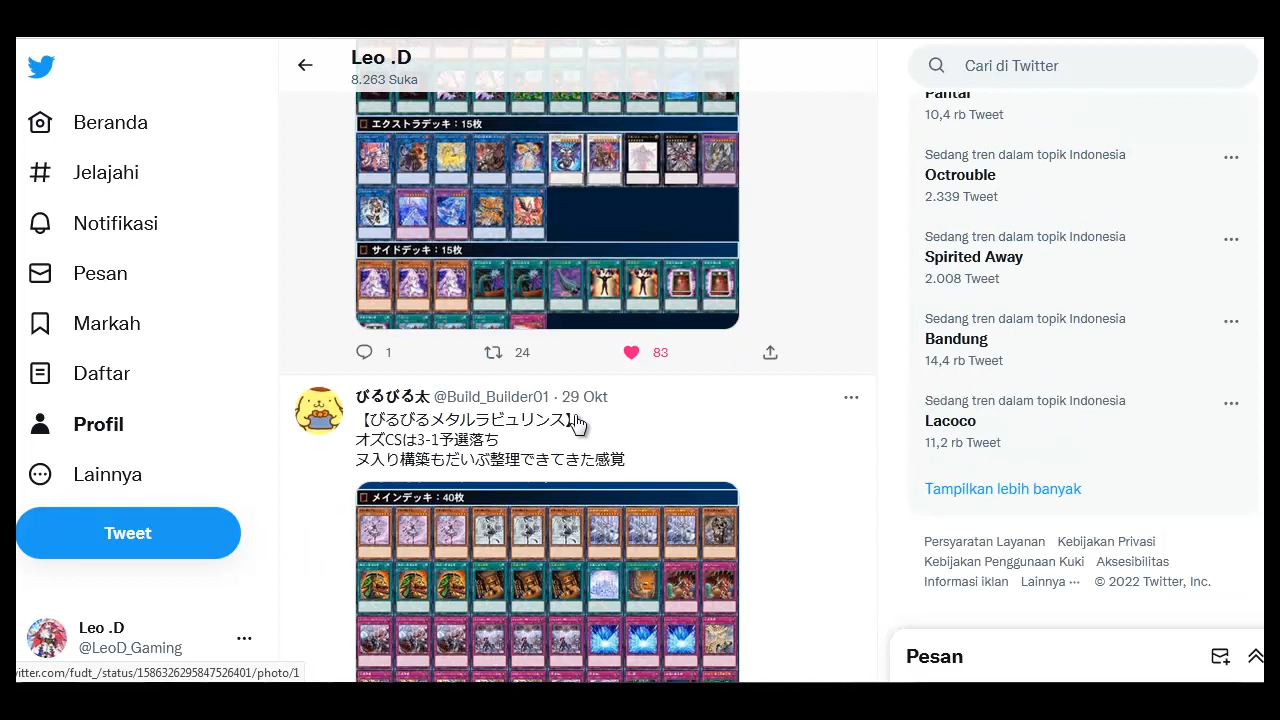 Beranda
Jelajahi
Notifikasi
Pesan
Markah
Daftar
Profil
Lainnya
Tweet
Leo .D
@LeoD_Gaming
witter.com/fudt_/status/1586326295847526401/photo/1
Leo .D
8.263 Suka
エクストラデッキ：15枚
サイドデッキ：15枚
1
24
83
びるびる太 @Build_Builder01 · 29 Okt
【びるびるメタルラビュリンス】
オズCSは3-1予選落ち
ヌ入り構築もだいぶ整理できてきた感覚
メインデッキ：40枚
Cari di Twitter
Pantai
10,4 rb Tweet
Sedang tren dalam topik Indonesia
Octrouble
2.339 Tweet
Sedang tren dalam topik Indonesia
Spirited Away
2.008 Tweet
Sedang tren dalam topik Indonesia
Bandung
14,4 rb Tweet
Sedang tren dalam topik Indonesia
Lacoco
11,2 rb Tweet
Tampilkan lebih banyak
Persyaratan Layanan Kebijakan Privasi
Kebijakan Penggunaan Kuki Aksesibilitas
Informasi iklan Lainnya ··· © 2022 Twitter, Inc.
Pesan